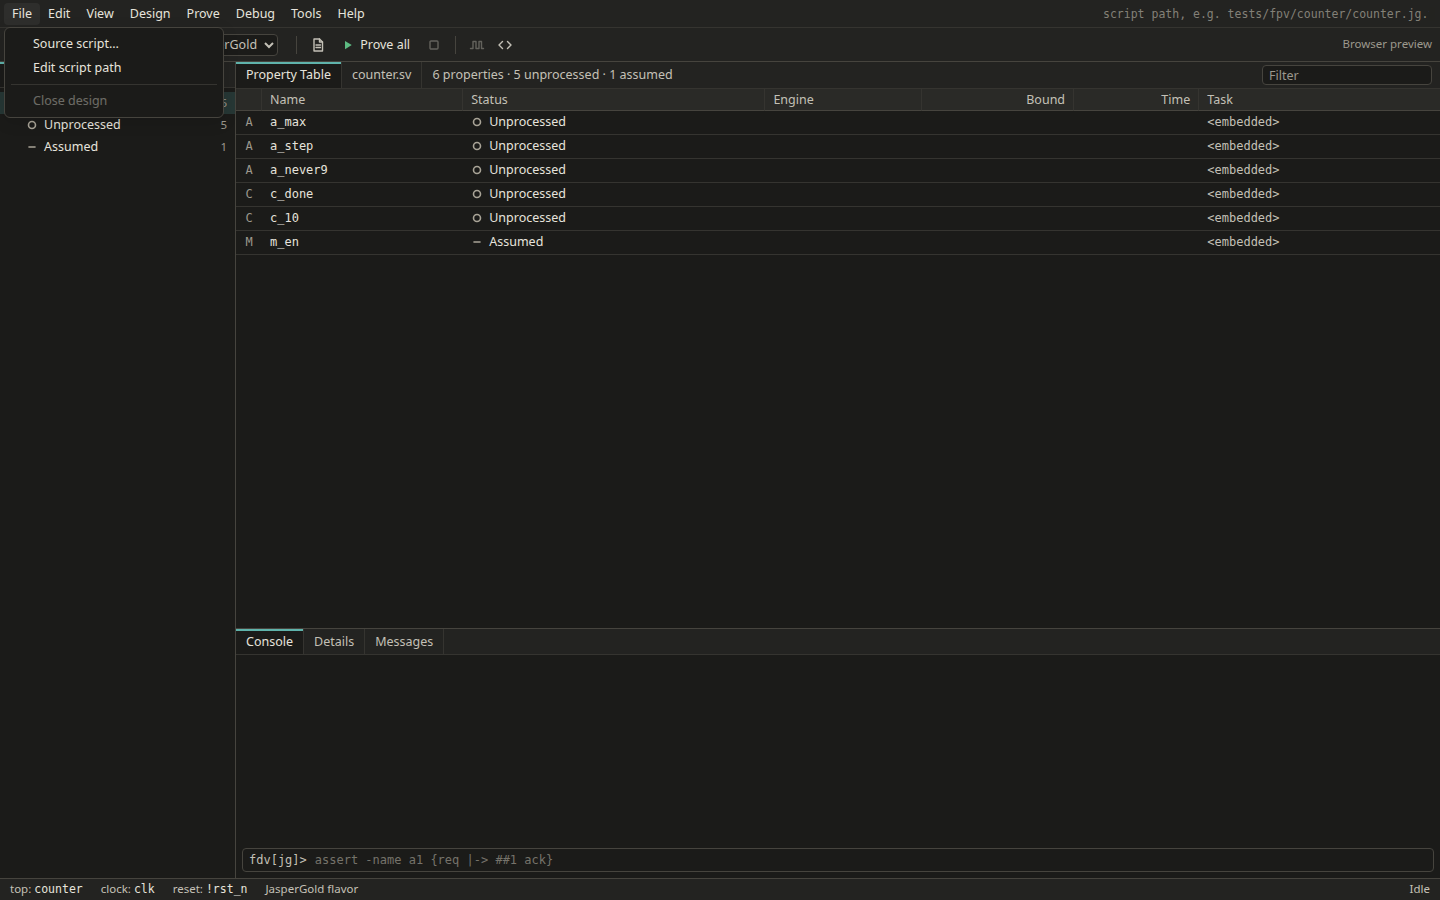 File Edit View Design Prove Debug Tools Help script path, e.g. tests/fpv/counter/counter.jg.
Source script...
Edit script path
Close design
rGold Prove all Browser preview
Property Table counter.sv 6 properties · 5 unprocessed · 1 assumed Filter
Name Status Engine Bound Time Task
A a_max Unprocessed <embedded>
A a_step Unprocessed <embedded>
A a_never9 Unprocessed <embedded>
C c_done Unprocessed <embedded>
C c_10 Unprocessed <embedded>
M m_en Assumed <embedded>
Unprocessed 5
Assumed 1
Console Details Messages
fdv[jg]> assert -name a1 {req |-> ##1 ack}
top: counter clock: clk reset: !rst_n JasperGold flavor Idle